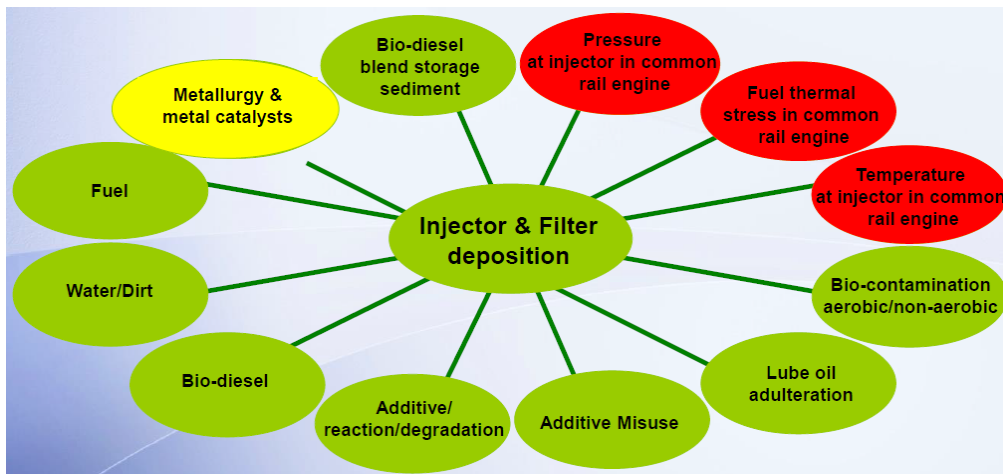 Bio-diesel
blend storage
sediment
Pressure
at injector in common
rail engine
Metallurgy &
metal catalysts
Fuel thermal
stress in common
rail engine
Fuel
Temperature
at injector in common
rail engine
Injector & Filter
deposition
Water/Dirt
Bio-contamination
aerobic/non-aerobic
Bio-diesel
Lube oil
adulteration
Additive/
reaction/degradation
Additive Misuse